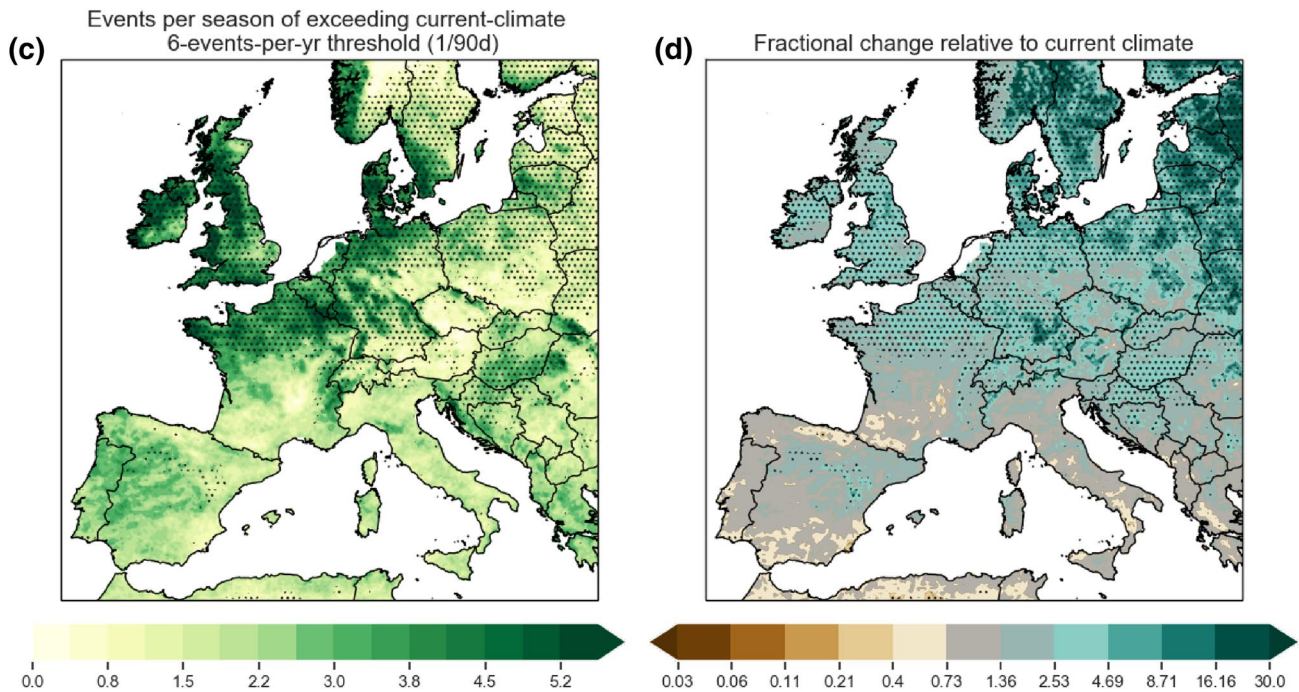 (c)
Events per season of exceeding current-climate
6-events-per-yr threshold (1/90d)
0.0 0.8 1.5 2.2 3.0 3.8 4.5 5.2
(d)
Fractional change relative to current climate
0.03 0.06 0.11 0.21 0.4 0.73 1.36 2.53 4.69 8.71 16.16 30.0